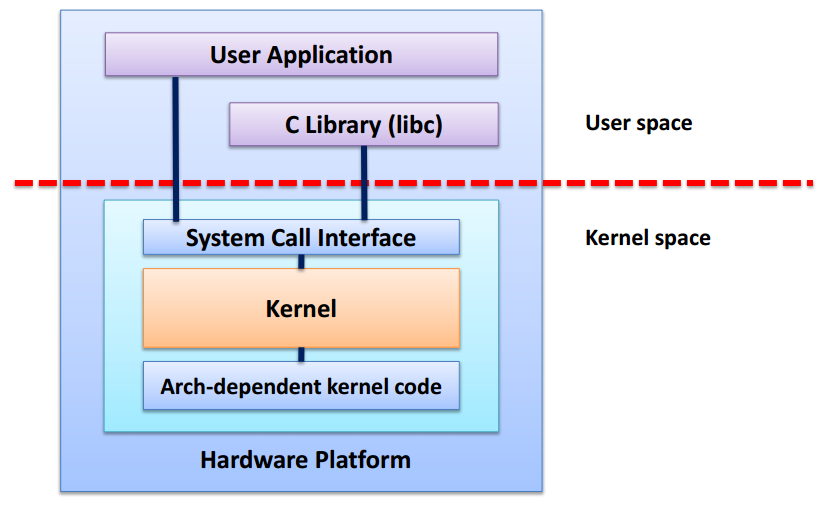 User Application
C Library (libc)
User space
System Call Interface
Kernel space
Kernel
Arch-dependent kernel code
Hardware Platform